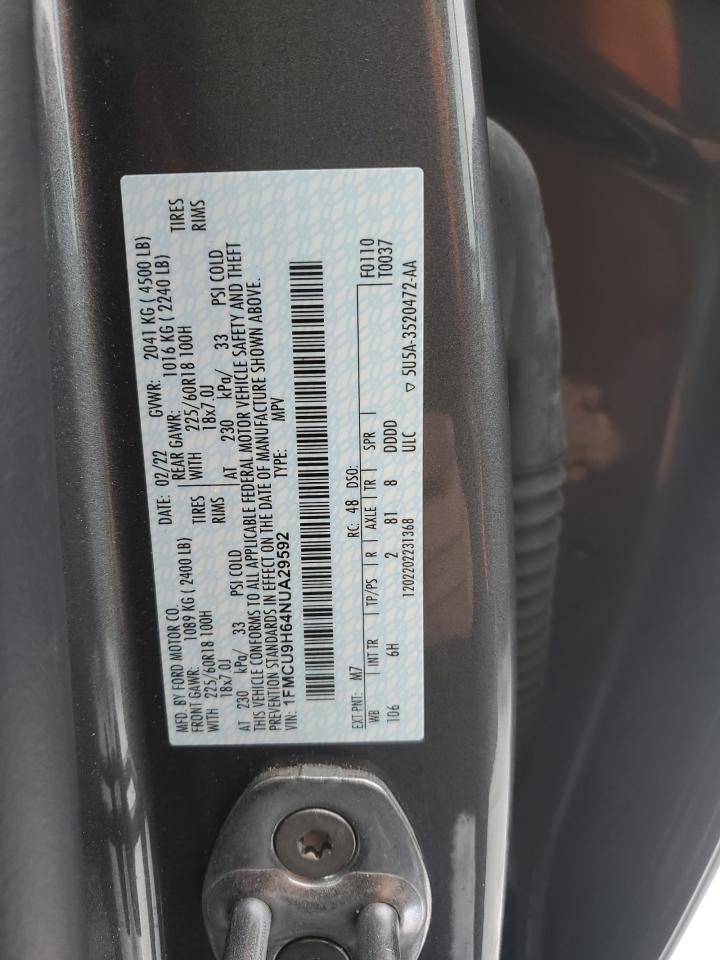 MFD. BY FORD MOTOR CO. DATE: 02/22 GVWR: 2041 KG ( 4500 LB)
FRONT GAWR: 1089 KG ( 2400 LB) REAR GAWR: 1016 KG ( 2240 LB)
WITH 225/60R18 100H TIRES WITH 225/60R18 100H TIRES
18x7.0J RIMS 18x7.0J RIMS
AT 230 kPa/ 33 PSI COLD AT 230 kPa/ 33 PSI COLD
THIS VEHICLE CONFORMS TO ALL APPLICABLE FEDERAL MOTOR VEHICLE SAFETY AND THEFT
PREVENTION STANDARDS IN EFFECT ON THE DATE OF MANUFACTURE SHOWN ABOVE.
VIN: 1FMCU9H64NUA29592 TYPE: MPV
EXT PNT: M7 RC: 48 DSO: F0110
WB INT TR TP/PS R AXLE TR SPR T0037
106 6H 2 81 8 DDDD
1202202231368 ULC ▽ 5U5A-3520472-AA